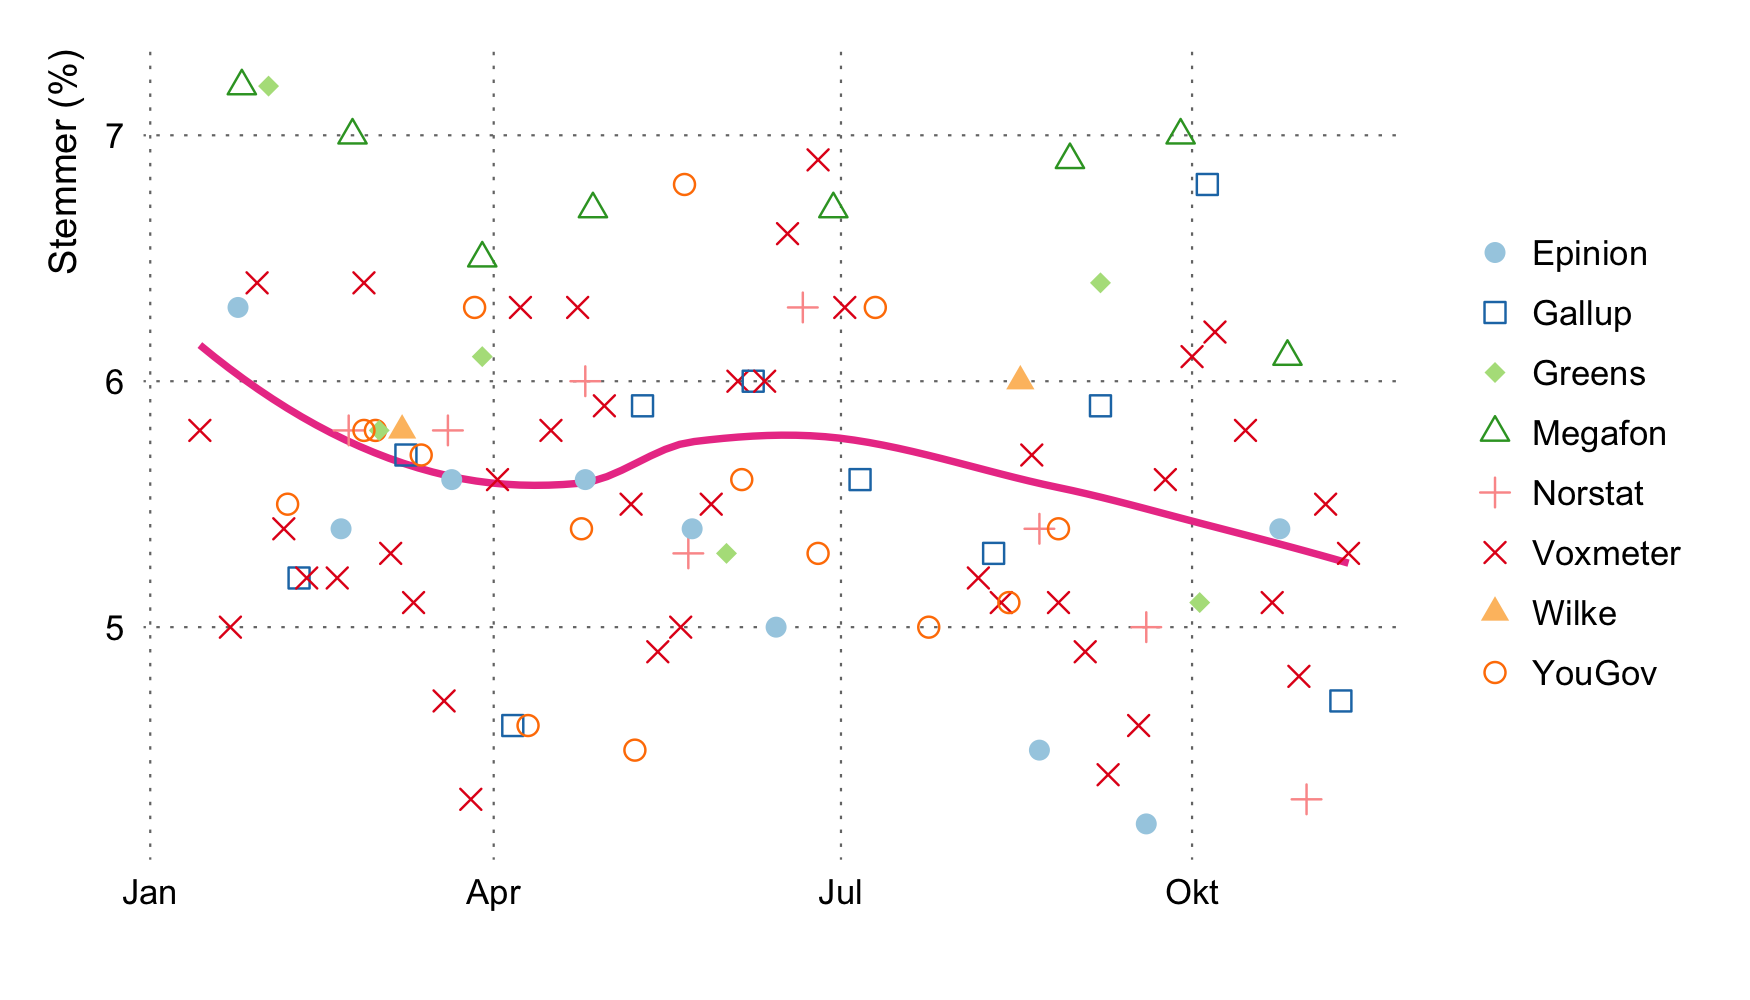 Stemmer (%)
7
6
5
Jan Apr Jul Okt
Epinion
Gallup
Greens
Megafon
Norstat
Voxmeter
Wilke
YouGov